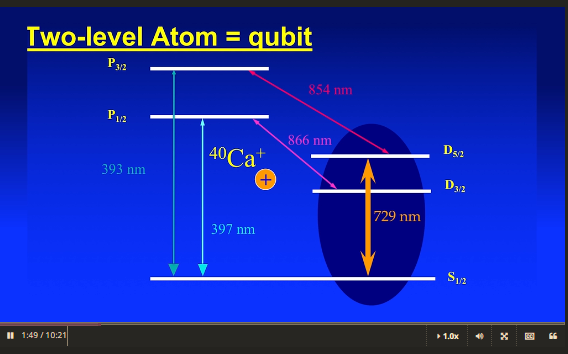 Two-level Atom = qubit
P3/2
854 nm
P1/2
866 nm
40Ca+
D5/2
+
393 nm
D3/2
729 nm
397 nm
S1/2
1:49 / 10:21
1.0x